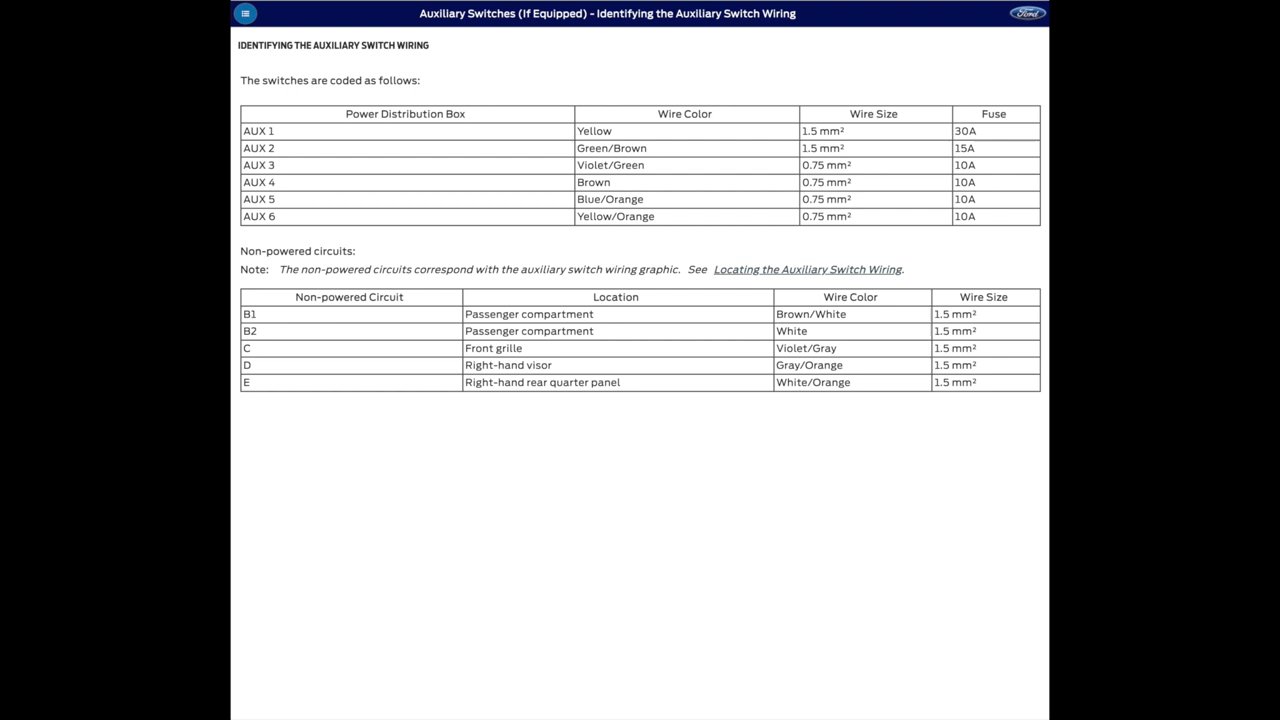 Auxiliary Switches (If Equipped) - Identifying the Auxiliary Switch Wiring
Ford
IDENTIFYING THE AUXILIARY SWITCH WIRING
The switches are coded as follows:
Power Distribution Box Wire Color Wire Size Fuse
AUX 1 Yellow 1.5 mm² 30A
AUX 2 Green/Brown 1.5 mm² 15A
AUX 3 Violet/Green 0.75 mm² 10A
AUX 4 Brown 0.75 mm² 10A
AUX 5 Blue/Orange 0.75 mm² 10A
AUX 6 Yellow/Orange 0.75 mm² 10A
Non-powered circuits:
Note: The non-powered circuits correspond with the auxiliary switch wiring graphic. See Locating the Auxiliary Switch Wiring.
Non-powered Circuit Location Wire Color Wire Size
B1 Passenger compartment Brown/White 1.5 mm²
B2 Passenger compartment White 1.5 mm²
C Front grille Violet/Gray 1.5 mm²
D Right-hand visor Gray/Orange 1.5 mm²
E Right-hand rear quarter panel White/Orange 1.5 mm²